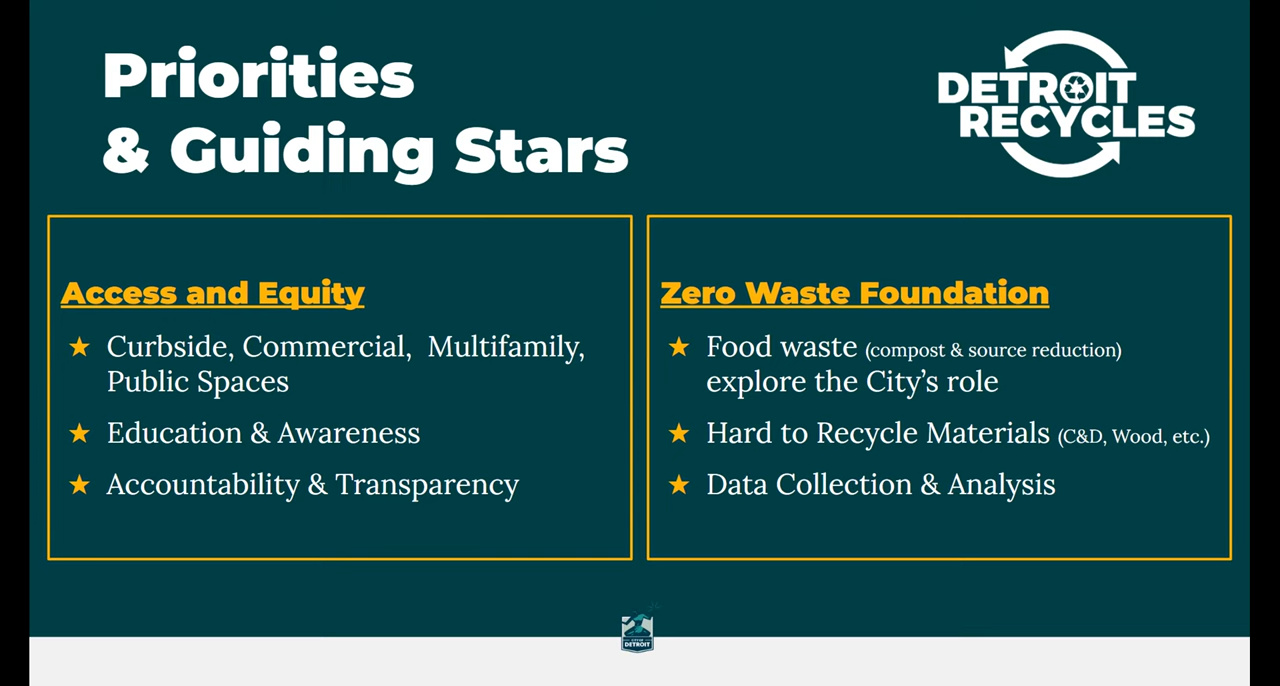 Priorities
& Guiding Stars
DETROIT
RECYCLES
Access and Equity
★ Curbside, Commercial, Multifamily,
Public Spaces
★ Education & Awareness
★ Accountability & Transparency
Zero Waste Foundation
★ Food waste (compost & source reduction)
explore the City’s role
★ Hard to Recycle Materials (C&D, Wood, etc.)
★ Data Collection & Analysis
CITY OF
DETROIT